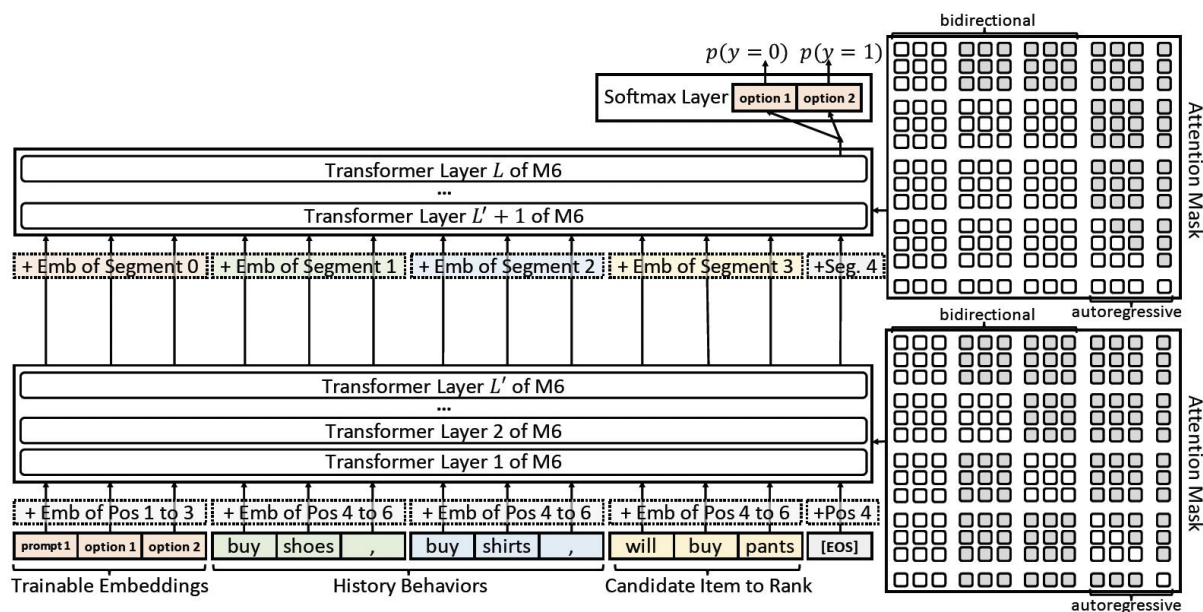 bidirectional
p(y = 0) p(y = 1)
Softmax Layer option 1 option 2
Transformer Layer L of M6
...
Transformer Layer L′ + 1 of M6
Attention Mask
+ Emb of Segment 0 + Emb of Segment 1 + Emb of Segment 2 + Emb of Segment 3 +Seg. 4
autoregressive
bidirectional
Transformer Layer L′ of M6
...
Transformer Layer 2 of M6
Transformer Layer 1 of M6
Attention Mask
+ Emb of Pos 1 to 3 + Emb of Pos 4 to 6 + Emb of Pos 4 to 6 + Emb of Pos 4 to 6 +Pos 4
prompt 1 option 1 option 2 buy shoes , buy shirts , will buy pants [EOS]
Trainable Embeddings History Behaviors Candidate Item to Rank
autoregressive